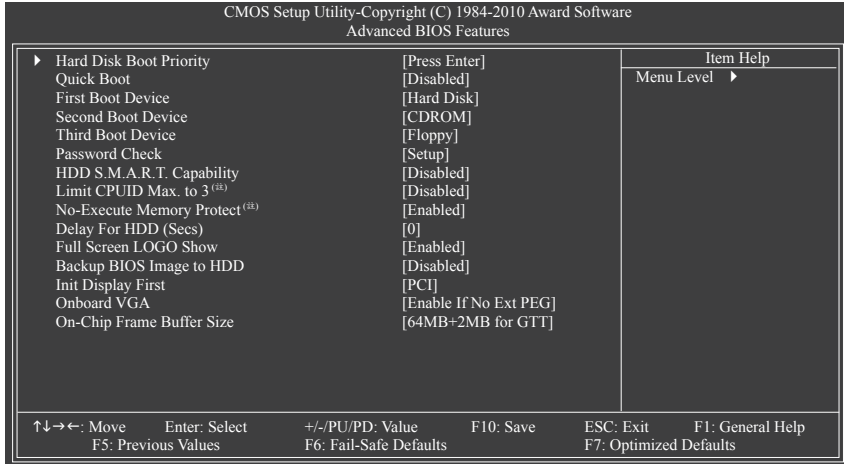 CMOS Setup Utility-Copyright (C) 1984-2010 Award Software
Advanced BIOS Features
Hard Disk Boot Priority [Press Enter]
Quick Boot [Disabled]
First Boot Device [Hard Disk]
Second Boot Device [CDROM]
Third Boot Device [Floppy]
Password Check [Setup]
HDD S.M.A.R.T. Capability [Disabled]
Limit CPUID Max. to 3 (註) [Disabled]
No-Execute Memory Protect (註) [Enabled]
Delay For HDD (Secs) [0]
Full Screen LOGO Show [Enabled]
Backup BIOS Image to HDD [Disabled]
Init Display First [PCI]
Onboard VGA [Enable If No Ext PEG]
On-Chip Frame Buffer Size [64MB+2MB for GTT]
Item Help
Menu Level
↑↓→←: Move Enter: Select +/-/PU/PD: Value F10: Save ESC: Exit F1: General Help
F5: Previous Values F6: Fail-Safe Defaults F7: Optimized Defaults